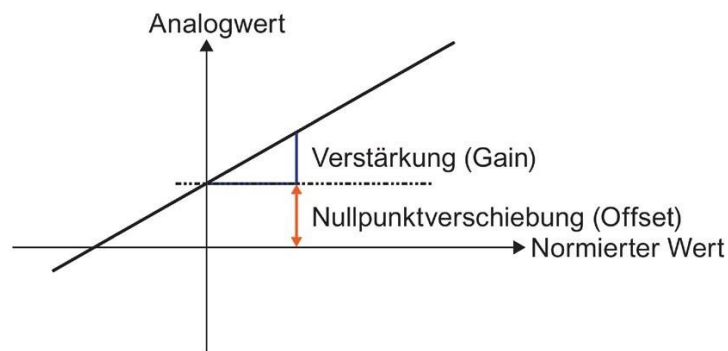 Analogwert
Verstärkung (Gain)
Nullpunktverschiebung (Offset)
Normierter Wert